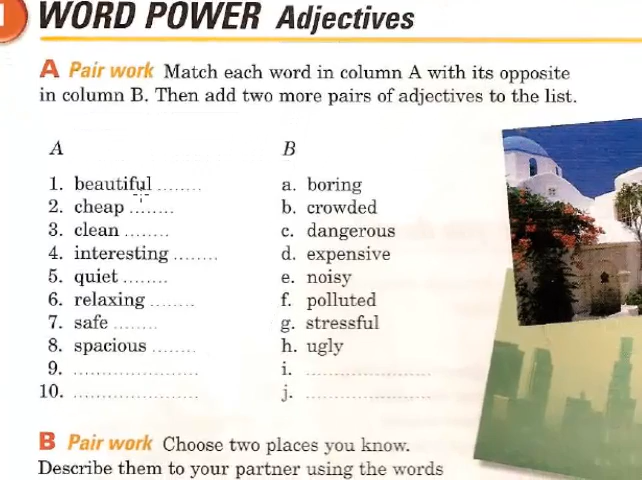 WORD POWER Adjectives
A Pair work Match each word in column A with its opposite
in column B. Then add two more pairs of adjectives to the list.
A
B
1. beautiful ........
2. cheap ........
3. clean ........
4. interesting ........
5. quiet ........
6. relaxing ........
7. safe ........
8. spacious ........
9. ......................
10. ......................
a. boring
b. crowded
c. dangerous
d. expensive
e. noisy
f. polluted
g. stressful
h. ugly
i. ......................
j. ......................
B Pair work Choose two places you know.
Describe them to your partner using the words